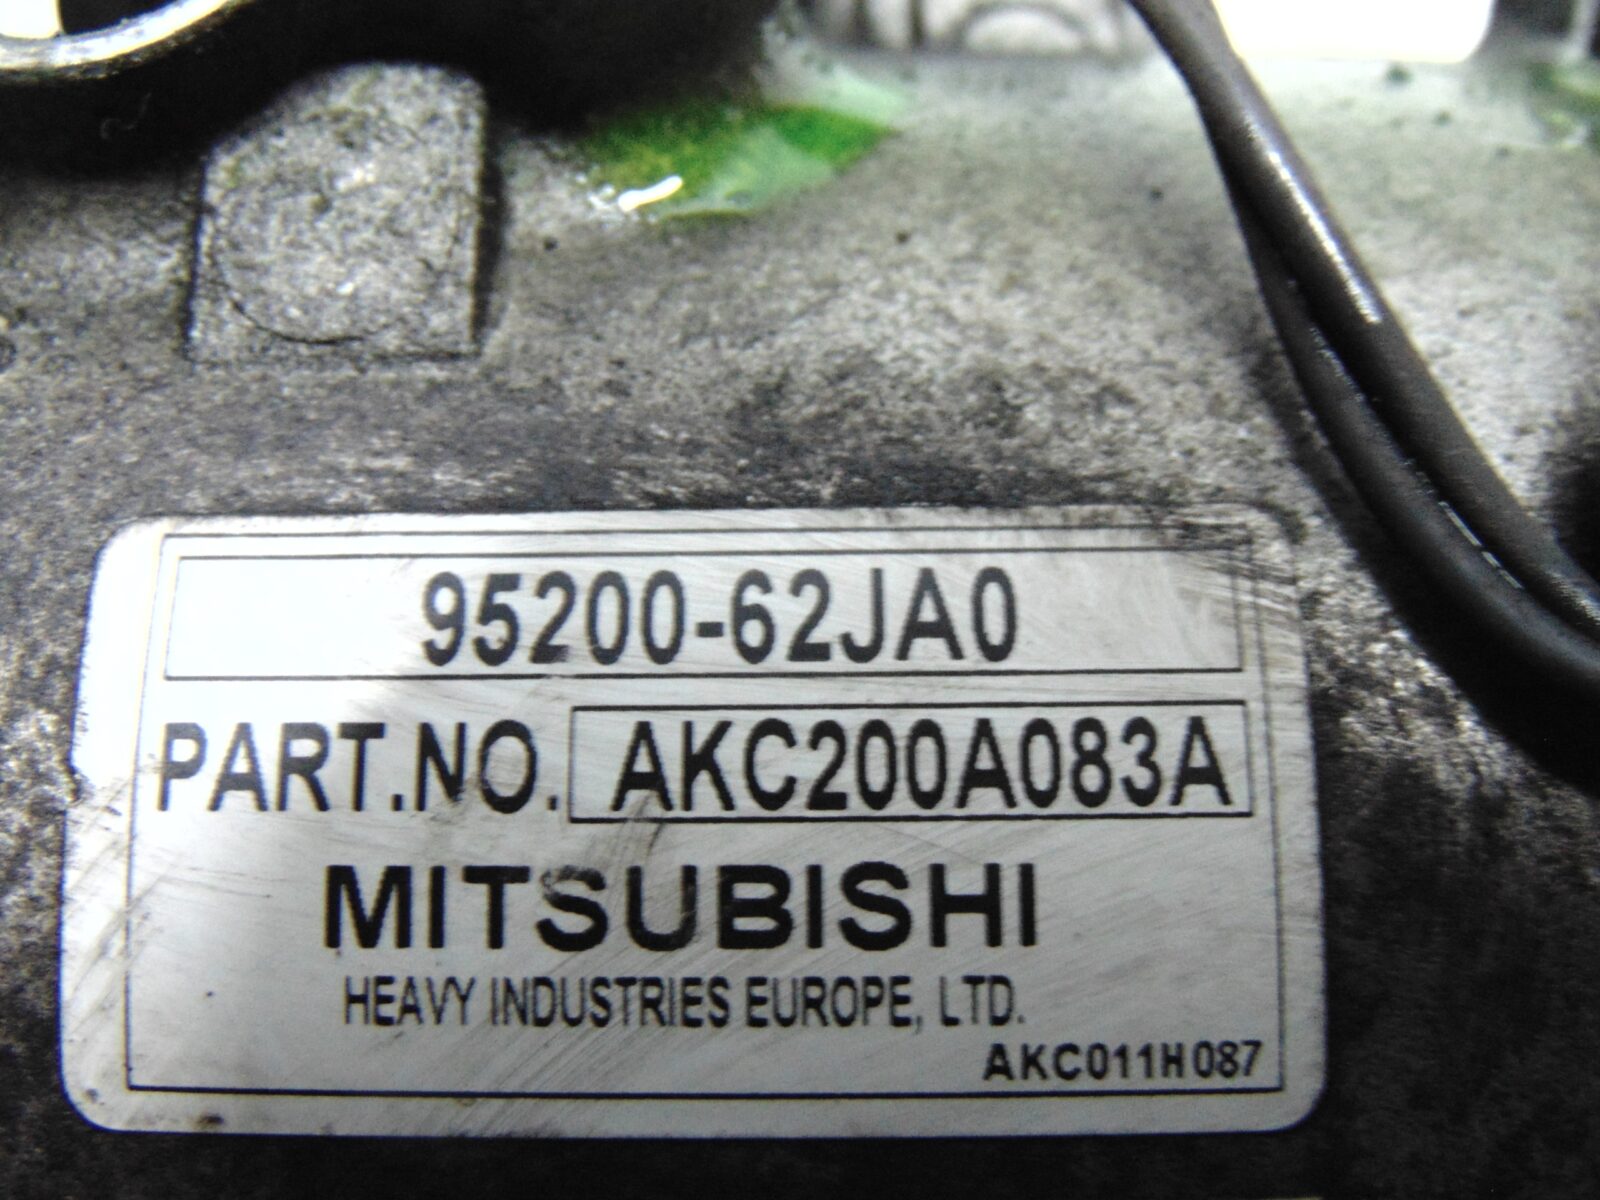 95200-62JA0
PART.NO. AKC200A083A
MITSUBISHI
HEAVY INDUSTRIES EUROPE, LTD.
AKC011H087